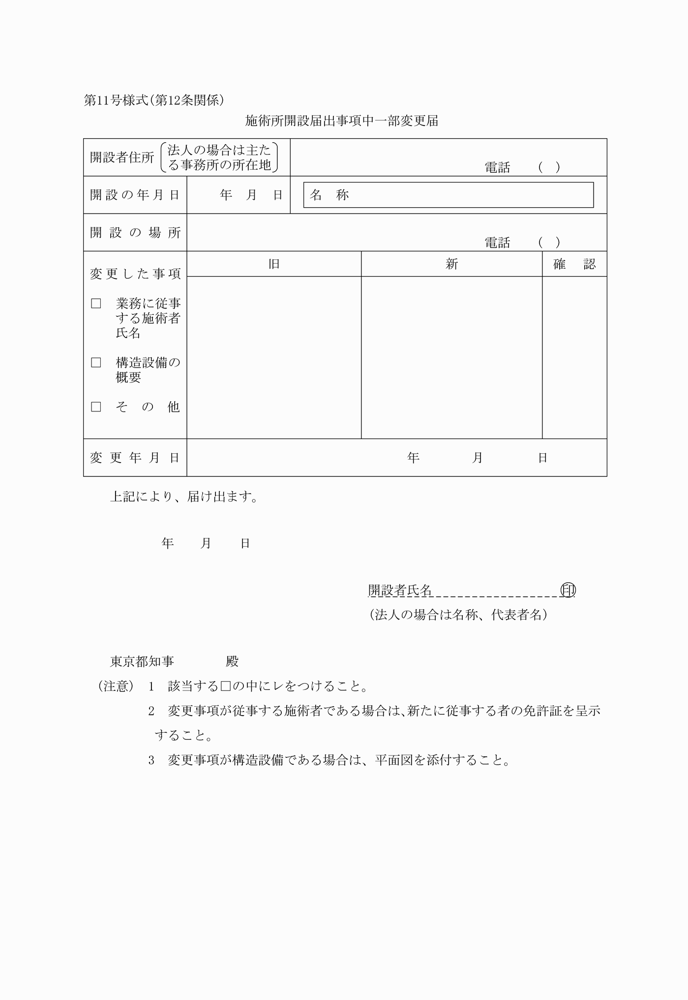 第11号様式(第12条関係)
施術所開設届出事項中一部変更届
開設者住所 法人の場合は主た
る事務所の所在地
電話 ( )
開設の年月日 年 月 日 名 称
開設の場所
電話 ( )
変更した事項 旧 新 確 認
□ 業務に従事
する施術者
氏名
□ 構造設備の
概要
□ その他
変更年月日 年 月 日
上記により、届け出ます。
年 月 日
開設者氏名 ㊞
(法人の場合は名称、代表者名)
東京都知事 殿
(注意) 1 該当する□の中にレをつけること。
2 変更事項が従事する施術者である場合は、新たに従事する者の免許証を呈示
すること。
3 変更事項が構造設備である場合は、平面図を添付すること。